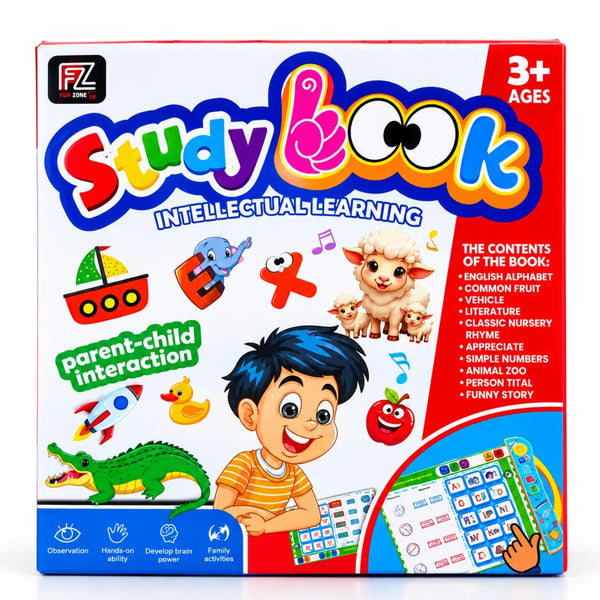 FZ
FUN ZONE
3+
AGES
Study book
INTELLECTUAL LEARNING
E
X
THE CONTENTS
OF THE BOOK:
• ENGLISH ALPHABET
• COMMON FRUIT
• VEHICLE
• LITERATURE
• CLASSIC NURSERY
RHYME
• APPRECIATE
• SIMPLE NUMBERS
• ANIMAL ZOO
• PERSON TITAL
• FUNNY STORY
parent-child
interaction
Observation
Hands-on
ability
Develop brain
power
Family
activities